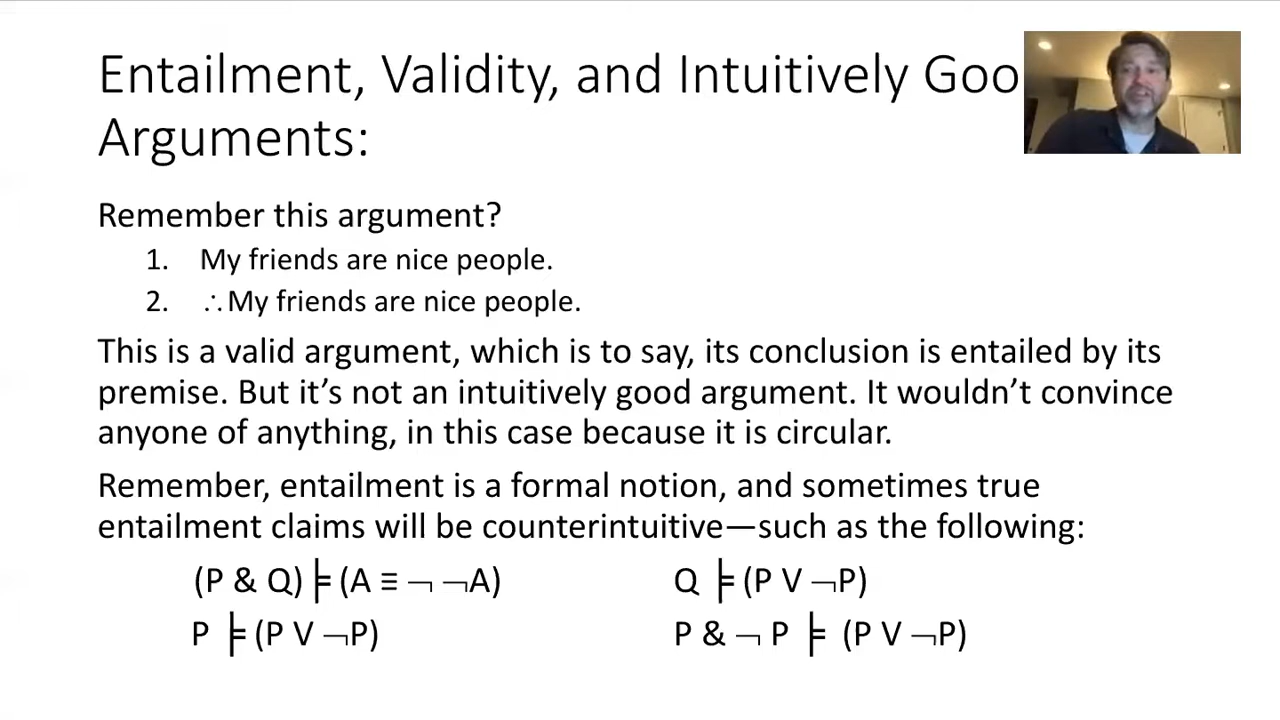 Entailment, Validity, and Intuitively Goo
Arguments:
Remember this argument?
1. My friends are nice people.
2. ∴My friends are nice people.
This is a valid argument, which is to say, its conclusion is entailed by its
premise. But it’s not an intuitively good argument. It wouldn’t convince
anyone of anything, in this case because it is circular.
Remember, entailment is a formal notion, and sometimes true
entailment claims will be counterintuitive—such as the following:
(P & Q) ⊨ (A ≡ ¬ ¬A) Q ⊨ (P V ¬P)
P ⊨ (P V ¬P) P & ¬ P ⊨ (P V ¬P)